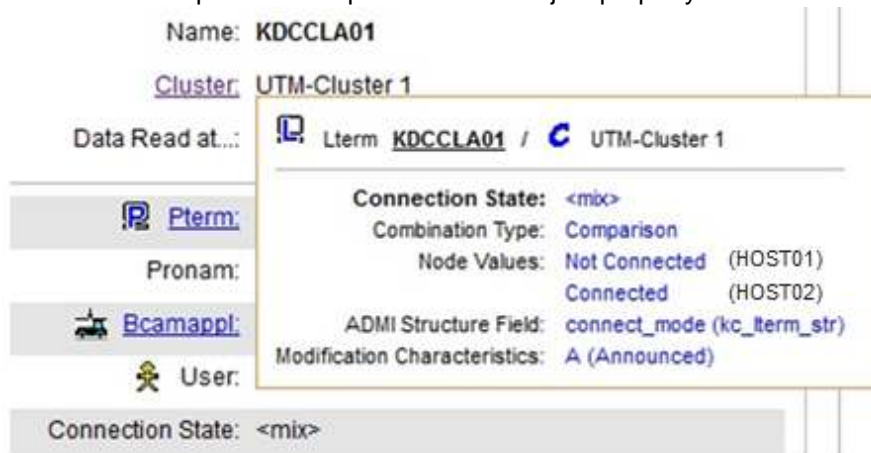 Name: KDCCLA01
Cluster: UTM-Cluster 1
Data Read at...:
Lterm KDCCLA01 / C UTM-Cluster 1
Connection State: <mix>
Combination Type: Comparison
Node Values: Not Connected (HOST01)
Connected (HOST02)
ADMI Structure Field: connect_mode (kc_lterm_str)
Modification Characteristics: A (Announced)
Pterm:
Pronam:
Bcamappl:
User:
Connection State: <mix>